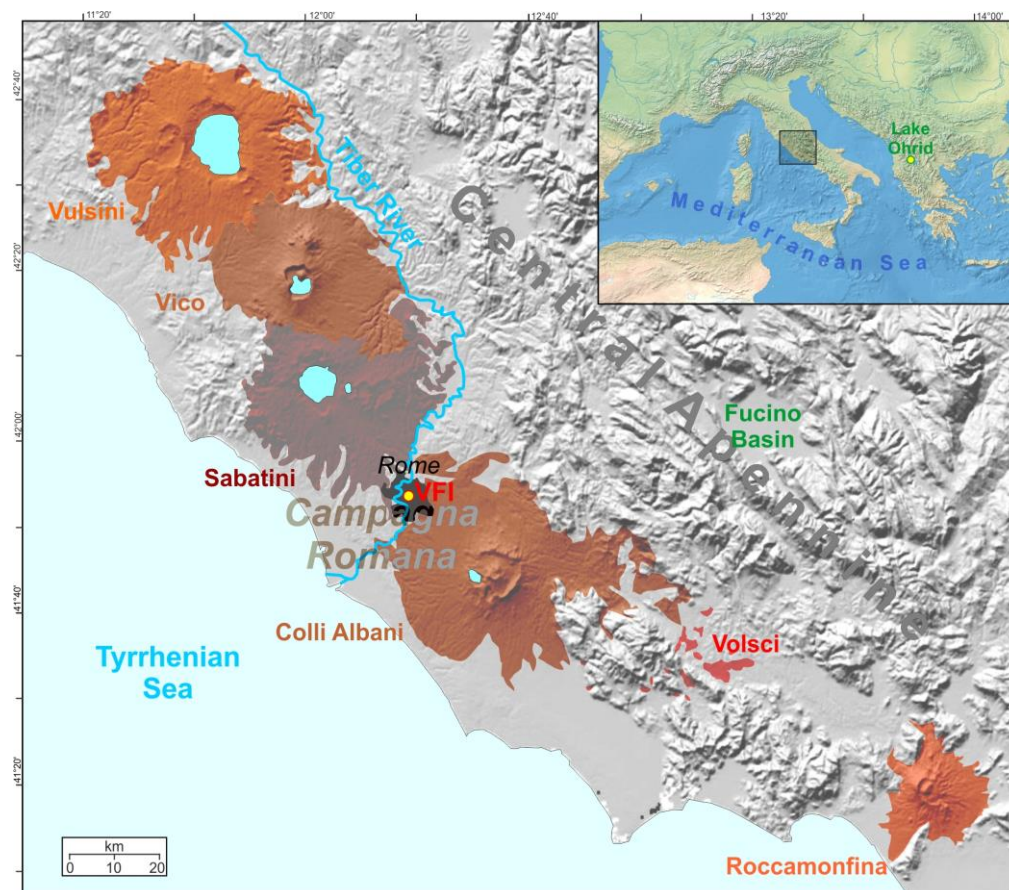 11°20'
12°00'
12°40'
13°20'
14°00'
42°40'
42°20'
42°00'
41°40'
41°20'
Lake
Ohrid
Mediterranean Sea
Tiber River
Central Apennine
Vulsini
Vico
Sabatini
Rome
VFI
Campagna
Romana
Fucino
Basin
Colli Albani
Volsci
Tyrrhenian
Sea
Roccamonfina
km
0 10 20